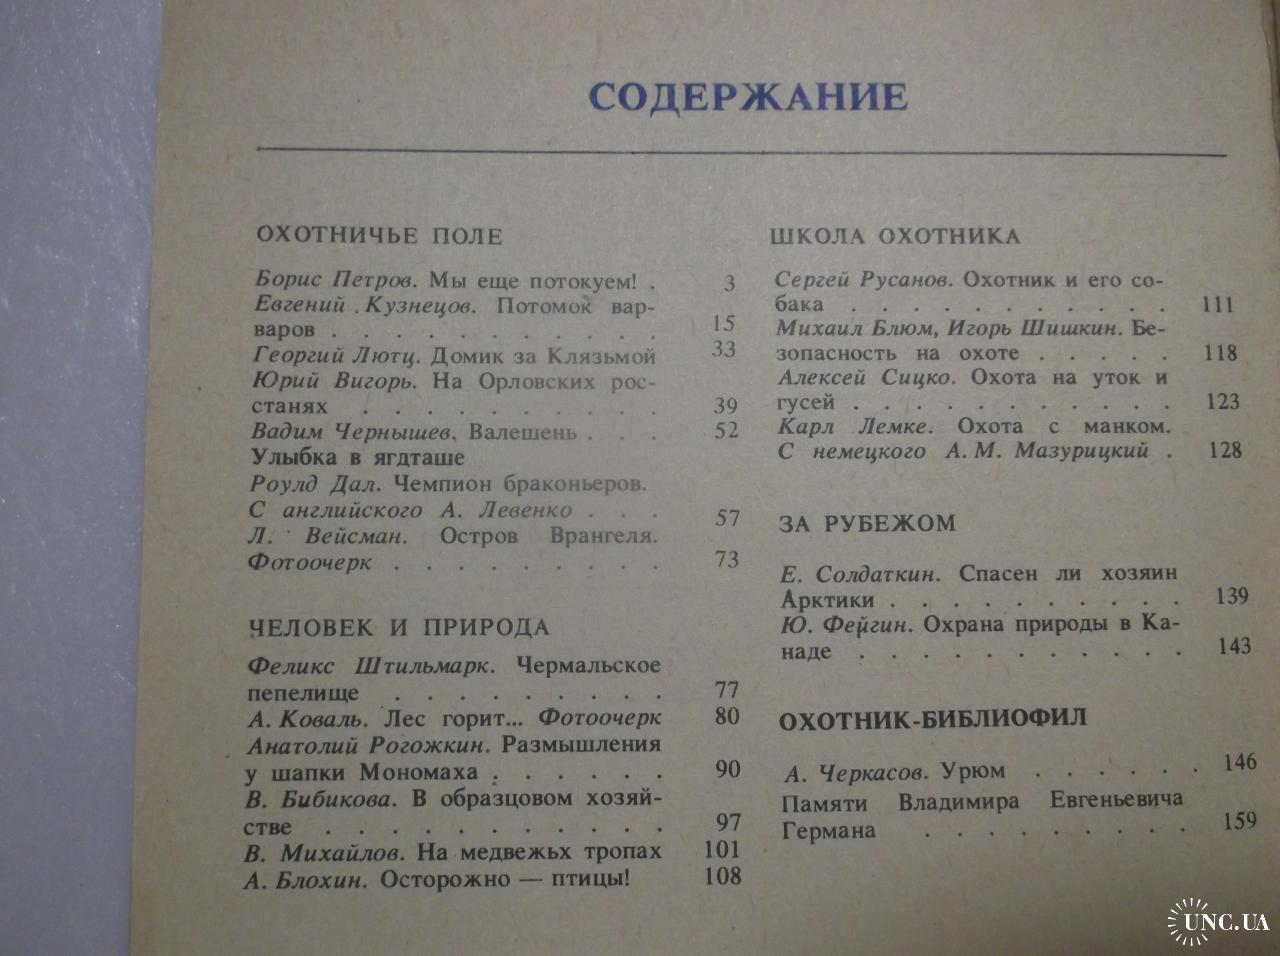 СОДЕРЖАНИЕ
ОХОТНИЧЬЕ ПОЛЕ
Борис Петров. Мы еще потокуем! . 3
Евгений Кузнецов. Потомок вар-
варов . . . . . . . . . . . . 15
Георгий Лютц. Домик за Клязьмой 33
Юрий Вигорь. На Орловских рос-
станях . . . . . . . . . . . 39
Вадим Чернышев. Валешень . . . 52
Улыбка в ягдташе
Роулд Дал. Чемпион браконьеров.
С английского А. Левенко . . . 57
Л. Вейсман. Остров Врангеля.
Фотоочерк . . . . . . . . . 73
ЧЕЛОВЕК И ПРИРОДА
Феликс Штильмарк. Чермальское
пепелище . . . . . . . . . 77
А. Коваль. Лес горит... Фотоочерк 80
Анатолий Рогожкин. Размышления
у шапки Мономаха . . . . . . 90
В. Бибикова. В образцовом хозяй-
стве . . . . . . . . . . . 97
В. Михайлов. На медвежьх тропах 101
А. Блохин. Осторожно — птицы! 108
ШКОЛА ОХОТНИКА
Сергей Русанов. Охотник и его со-
бака . . . . . . . . . . . 111
Михаил Блюм, Игорь Шишкин. Бе-
зопасность на охоте . . . . . 118
Алексей Сицко. Охота на уток и
гусей . . . . . . . . . . . 123
Карл Лемке. Охота с манком.
С немецкого А. М. Мазурицкий . 128
ЗА РУБЕЖОМ
Е. Солдаткин. Спасен ли хозяин
Арктики . . . . . . . . . . 139
Ю. Фейгин. Охрана природы в Ка-
наде . . . . . . . . . . . 143
ОХОТНИК-БИБЛИОФИЛ
А. Черкасов. Урюм . . . . . . 146
Памяти Владимира Евгеньевича
Германа . . . . . . . . . 159
UNC.UA